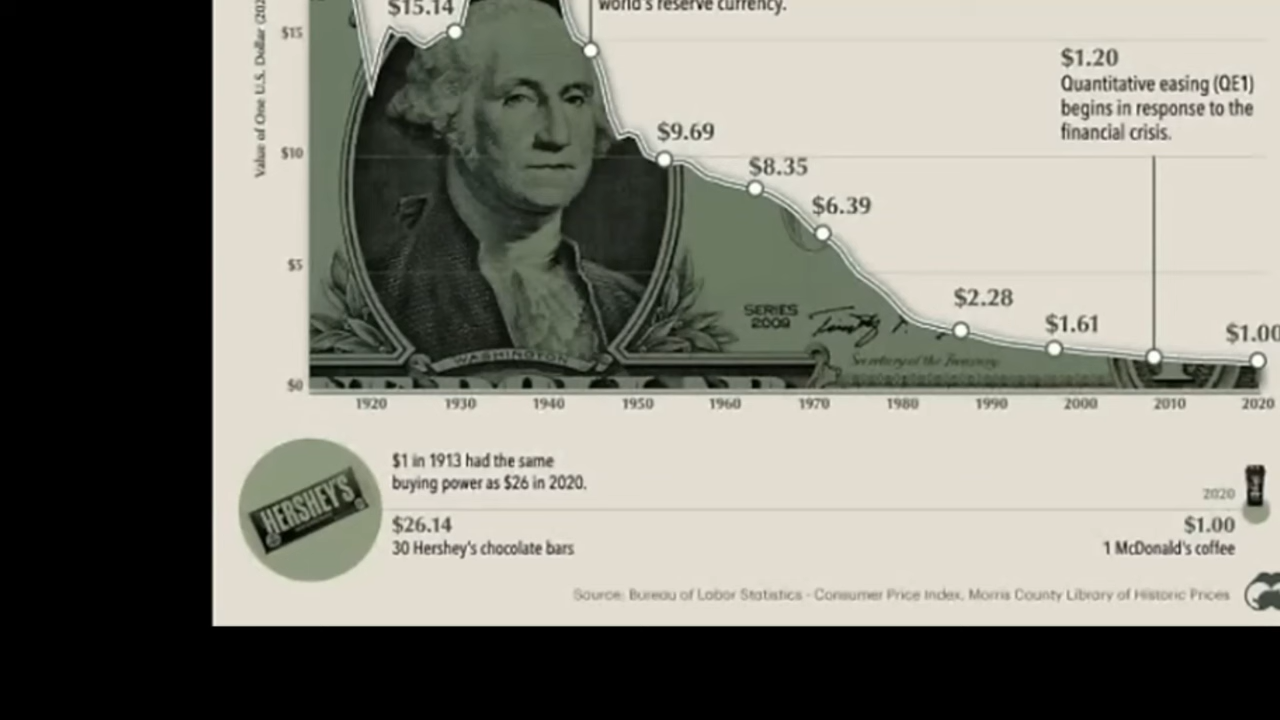 $15.14
world's reserve currency.
$15
$1.20
Quantitative easing (QE1)
begins in response to the
financial crisis.
Value of One U.S. Dollar (202
$9.69
$10
$8.35
$6.39
$5
$2.28
SERIES
2009
$1.61
$1.00
Secretary of the Treasury
WASHINGTON
$0
1920 1930 1940 1950 1960 1970 1980 1990 2000 2010 2020
$1 in 1913 had the same
buying power as $26 in 2020.
HERSHEY'S
2020
$26.14
30 Hershey's chocolate bars
$1.00
1 McDonald's coffee
Source: Bureau of Labor Statistics - Consumer Price Index, Morris County Library of Historic Prices